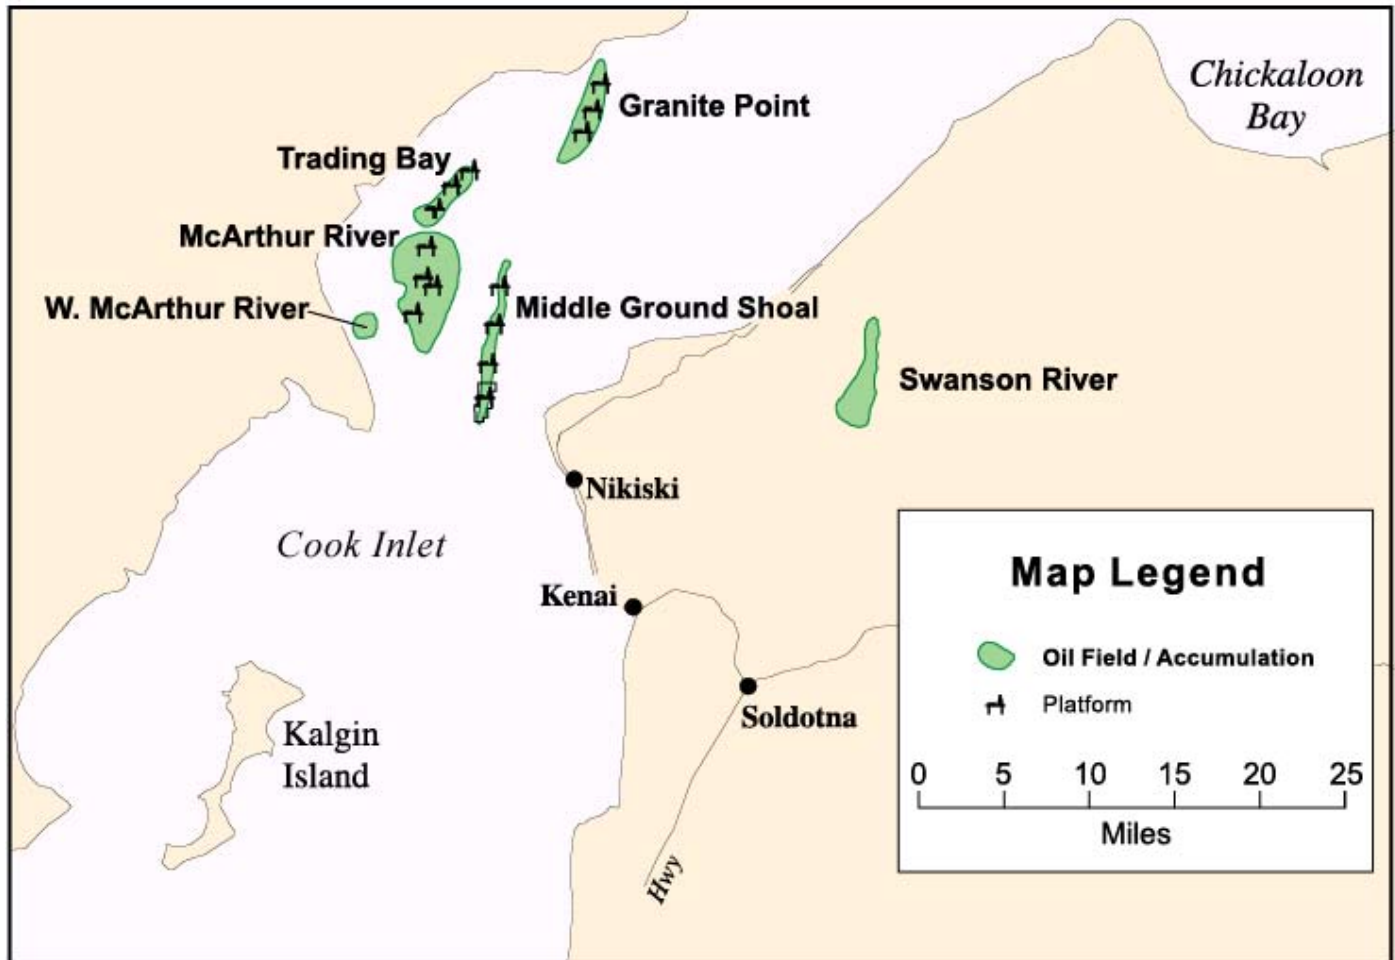 Chickaloon
Bay
Granite Point
Trading Bay
McArthur River
W. McArthur River
Middle Ground Shoal
Swanson River
Nikiski
Cook Inlet
Kenai
Soldotna
Kalgin
Island
Hwy
Map Legend
Oil Field / Accumulation
Platform
0 5 10 15 20 25
Miles